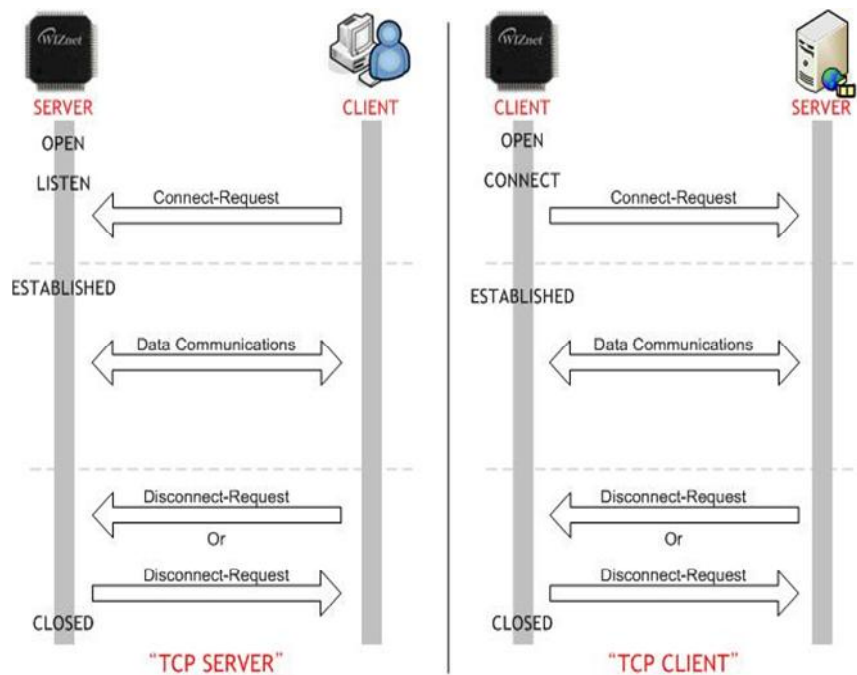 WIZnet
SERVER
CLIENT
OPEN
LISTEN
Connect-Request
ESTABLISHED
Data Communications
Disconnect-Request
Or
Disconnect-Request
CLOSED
"TCP SERVER"
WIZnet
CLIENT
SERVER
OPEN
CONNECT
Connect-Request
ESTABLISHED
Data Communications
Disconnect-Request
Or
Disconnect-Request
CLOSED
"TCP CLIENT"